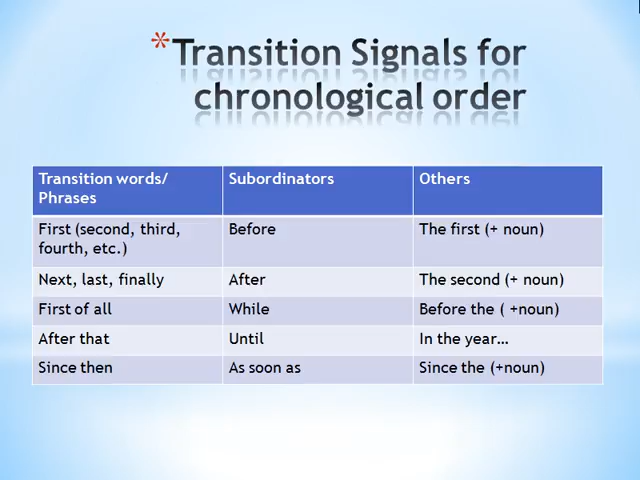 *Transition Signals for
chronological order
Transition words/ Subordinators Others
Phrases
First (second, third, Before The first (+ noun)
fourth, etc.)
Next, last, finally After The second (+ noun)
First of all While Before the ( +noun)
After that Until In the year…
Since then As soon as Since the (+noun)